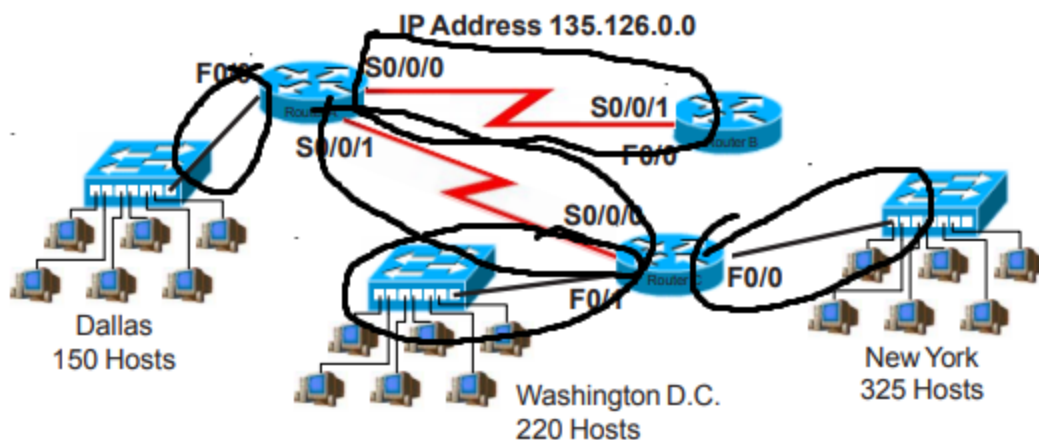 IP Address 135.126.0.0
F0/0
S0/0/0
Router A
S0/0/1
S0/0/1
Router B
F0/0
S0/0/0
F0/1
Router C
F0/0
Dallas
150 Hosts
Washington D.C.
220 Hosts
New York
325 Hosts